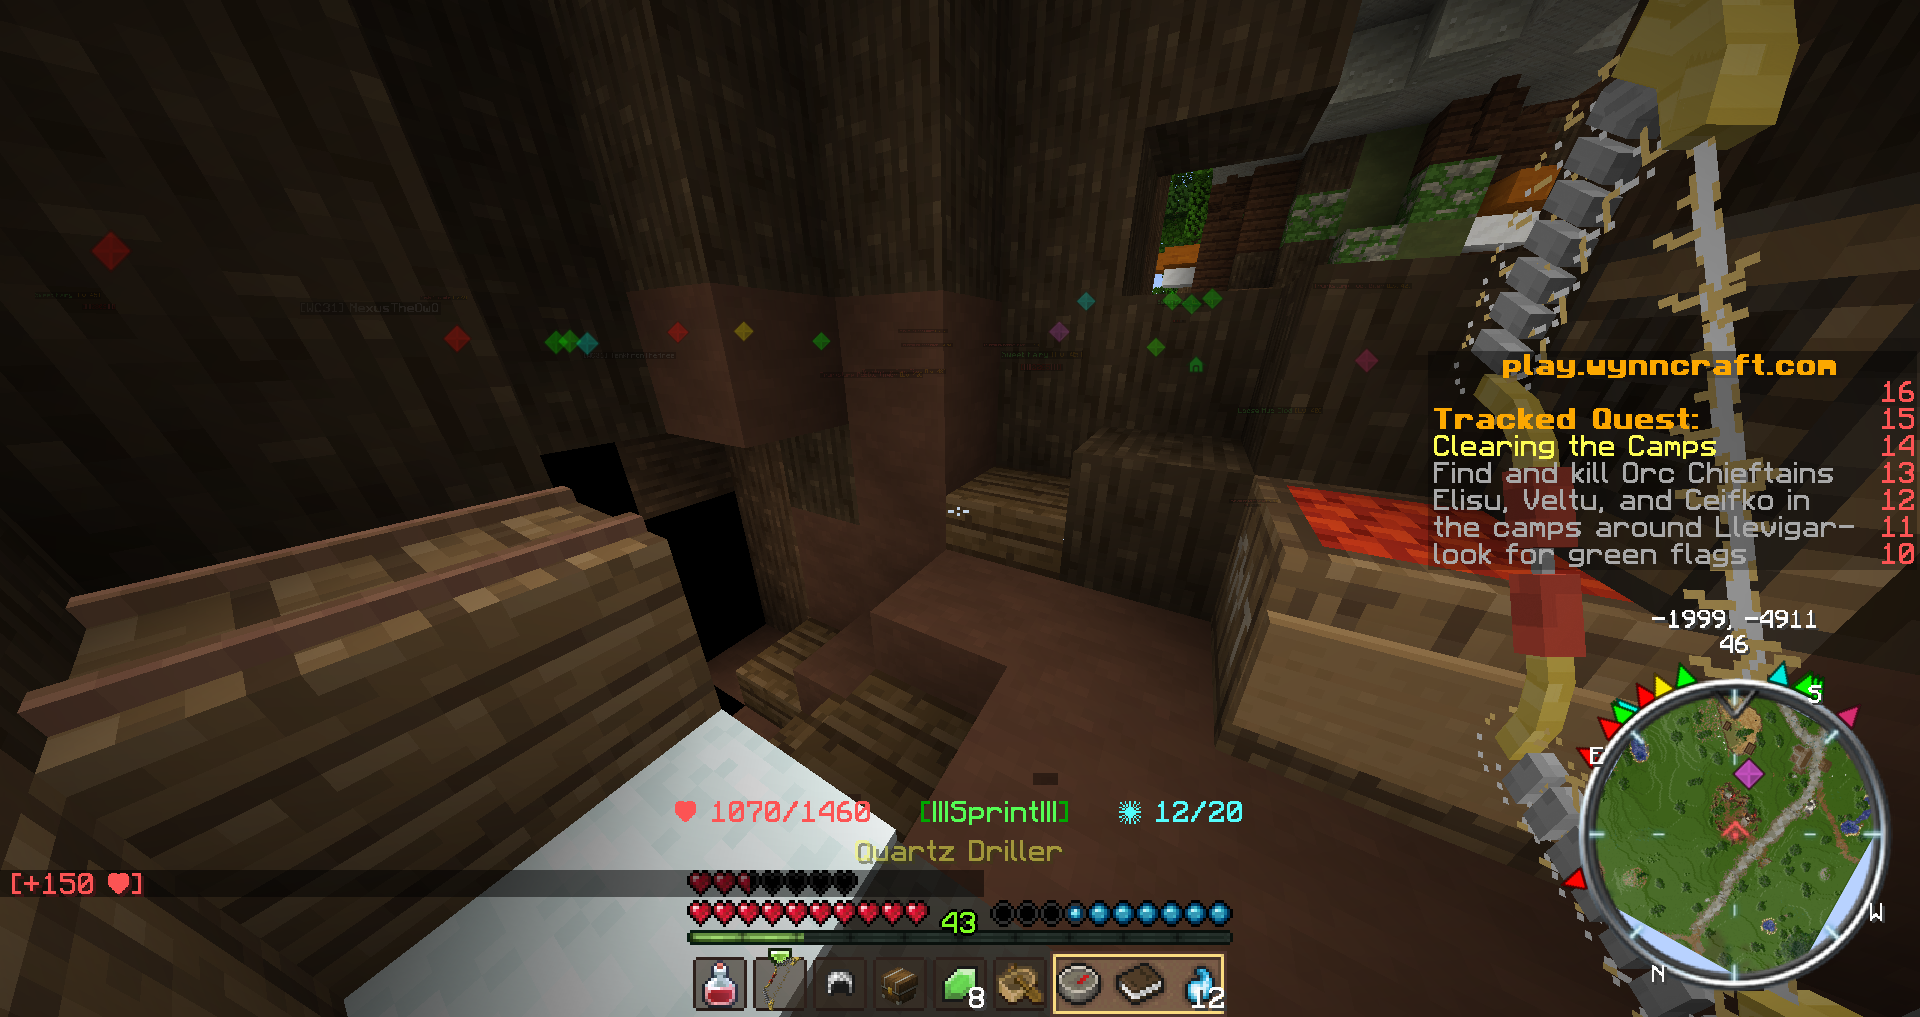 [WC31] NexusTheOwO
play.wynncraft.com
16
Tracked Quest: 15
Clearing the Camps 14
Find and kill Orc Chieftains 13
Elisu, Veltu, and Ceifko in 12
the camps around Llevigar- 11
look for green flags 10
-1999, -4911
46
S
E
W
N
1070/1460 [|||Sprint|||] 12/20
Quartz Driller
[+150 ❤]
43
8
12